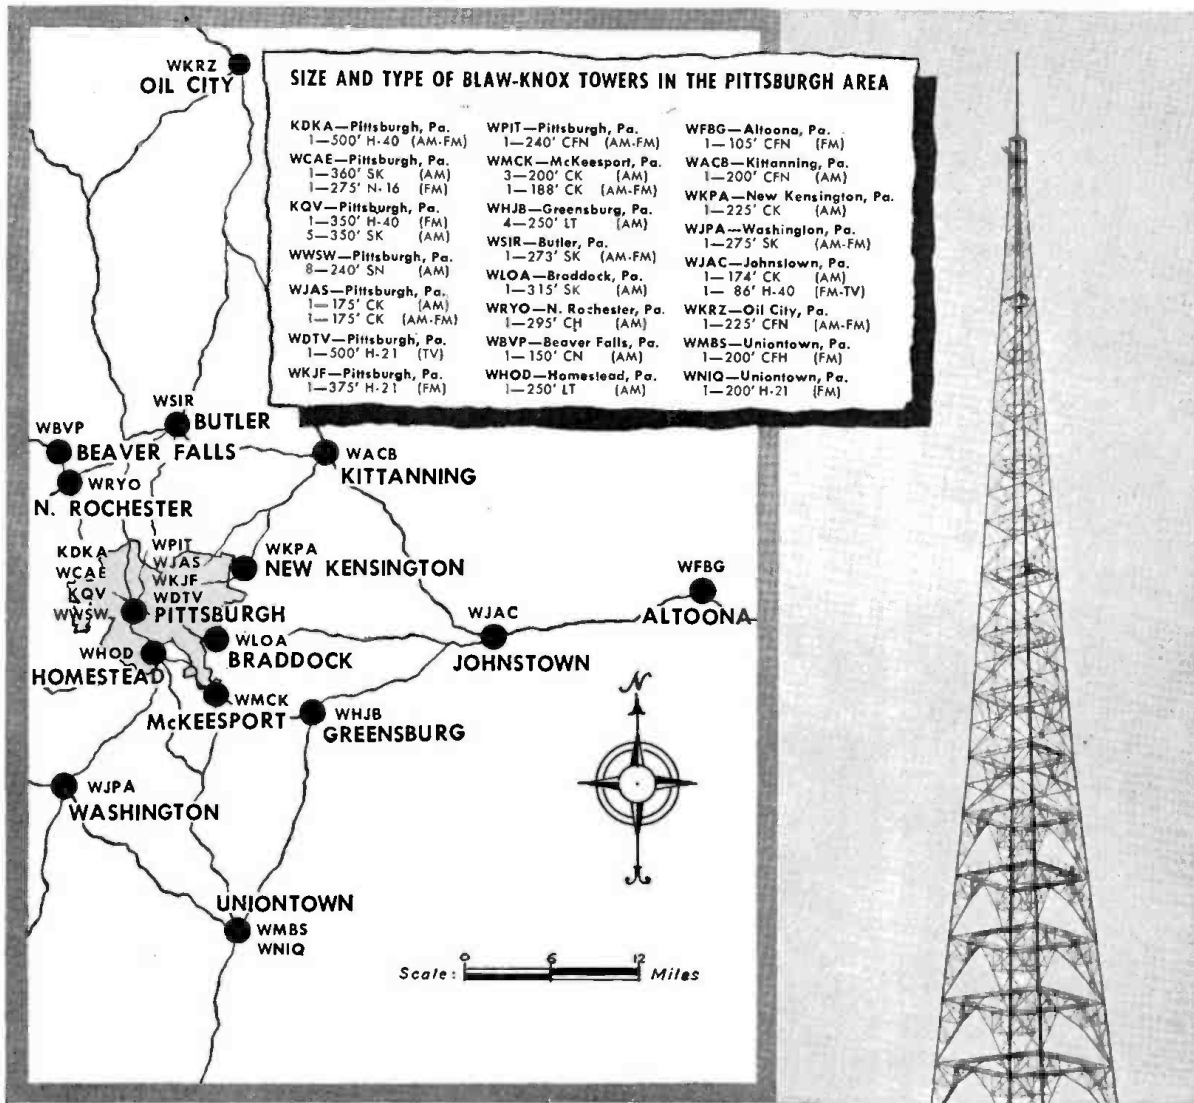 SIZE AND TYPE OF BLAW-KNOX TOWERS IN THE PITTSBURGH AREA
KDKA—Pittsburgh, Pa.
1—500' H-40 (AM-FM)
WCAE—Pittsburgh, Pa.
1—360' SK (AM)
1—275' N-16 (FM)
KQV—Pittsburgh, Pa.
1—350' H-40 (FM)
5—350' SK (AM)
WWSW—Pittsburgh, Pa.
8—240' SN (AM)
WJAS—Pittsburgh, Pa.
1—175' CK (AM)
1—175' CK (AM-FM)
WDTV—Pittsburgh, Pa.
1—500' H-21 (TV)
WKJF—Pittsburgh, Pa.
1—375' H-21 (FM)
WPIT—Pittsburgh, Pa.
1—240' CFN (AM-FM)
WMCK—McKeesport, Pa.
3—200' CK (AM)
1—188' CK (AM-FM)
WHJB—Greensburg, Pa.
4—250' LT (AM)
WSIR—Butler, Pa.
1—273' SK (AM-FM)
WLOA—Braddock, Pa.
1—315' SK (AM)
WRYO—N. Rochester, Pa.
1—295' CH (AM)
WBVP—Beaver Falls, Pa.
1—150' CN (AM)
WHOD—Homestead, Pa.
1—250' LT (AM)
WFBG—Altoona, Pa.
1—105' CFN (FM)
WACB—Kittanning, Pa.
1—200' CFN (AM)
WKPA—New Kensington, Pa.
1—225' CK (AM)
WJPA—Washington, Pa.
1—275' SK (AM-FM)
WJAC—Johnstown, Pa.
1—174' CK (AM)
1— 86' H-40 (FM-TV)
WKRZ—Oil City, Pa.
1—225' CFN (AM-FM)
WMBS—Uniontown, Pa.
1—200' CFH (FM)
WNIQ—Uniontown, Pa.
1—200' H-21 (FM)
WKRZ
OIL CITY
WSIR
BUTLER
WBVP
BEAVER FALLS
WACB
KITTANNING
WRYO
N. ROCHESTER
KDKA
WPIT
WCAE
WJAS
KQV
WKJF
WWSW
WDTV
PITTSBURGH
WKPA
NEW KENSINGTON
WFBG
ALTOONA
WJAC
JOHNSTOWN
WLOA
BRADDOCK
WHOD
HOMESTEAD
WMCK
McKEESPORT
WHJB
GREENSBURG
N
WJPA
WASHINGTON
UNIONTOWN
WMBS
WNIQ
0 6 12
Scale: Miles